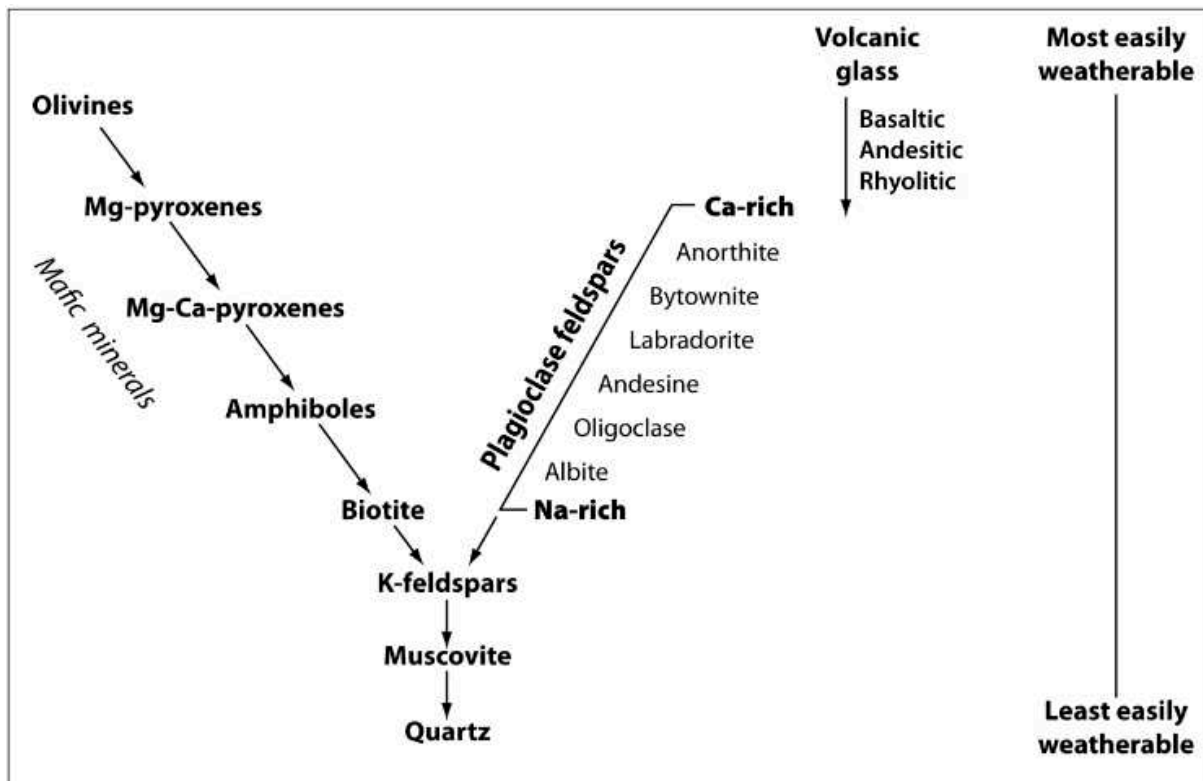 Volcanic
glass
Most easily
weatherable
Olivines
Basaltic
Andesitic
Rhyolitic
Mg-pyroxenes
Ca-rich
Anorthite
Mafic minerals
Plagioclase feldspars
Bytownite
Mg-Ca-pyroxenes
Labradorite
Andesine
Amphiboles
Oligoclase
Albite
Biotite
Na-rich
K-feldspars
Muscovite
Quartz
Least easily
weatherable